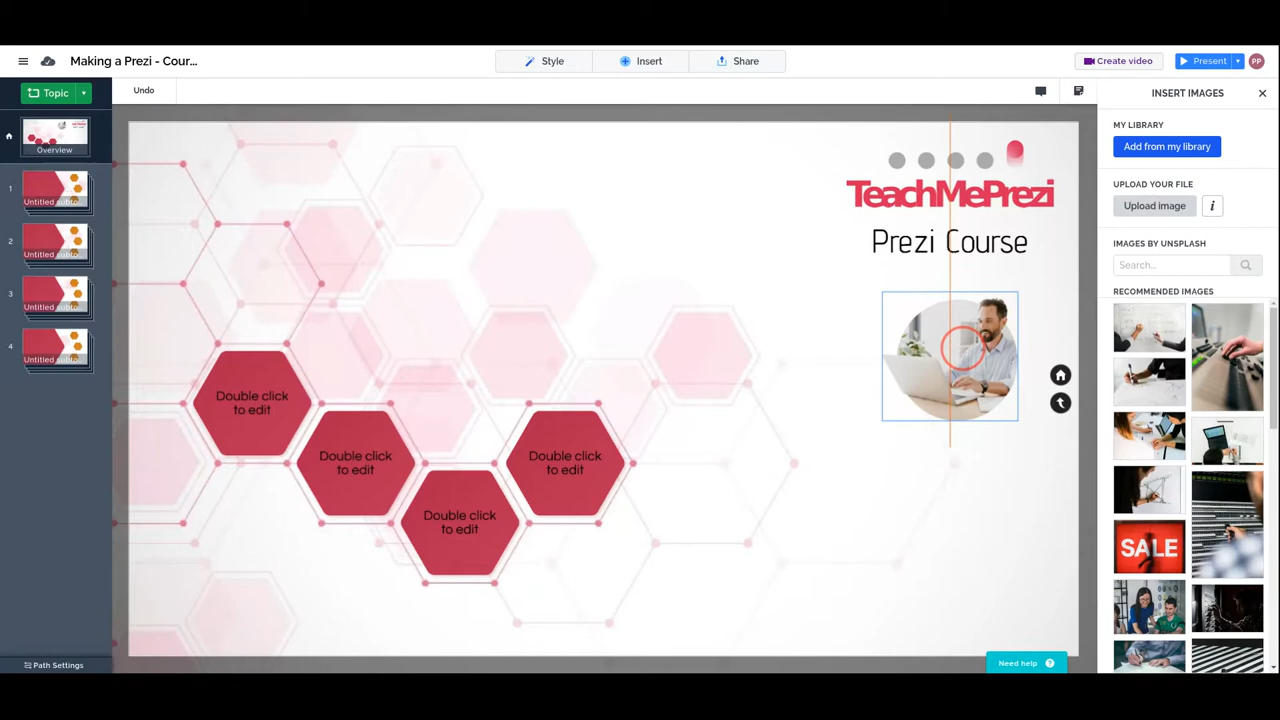 Making a Prezi - Cour...
Style
Insert
Share
Create video
Present
PP
Topic
Undo
INSERT IMAGES
Overview
1
Untitled subto...
2
Untitled subto...
3
Untitled subto...
4
Untitled subto...
Path Settings
TeachMePrezi
Prezi Course
Double click
to edit
Double click
to edit
Double click
to edit
Double click
to edit
Need help ?
MY LIBRARY
Add from my library
UPLOAD YOUR FILE
Upload image
i
IMAGES BY UNSPLASH
Search...
RECOMMENDED IMAGES
SALE